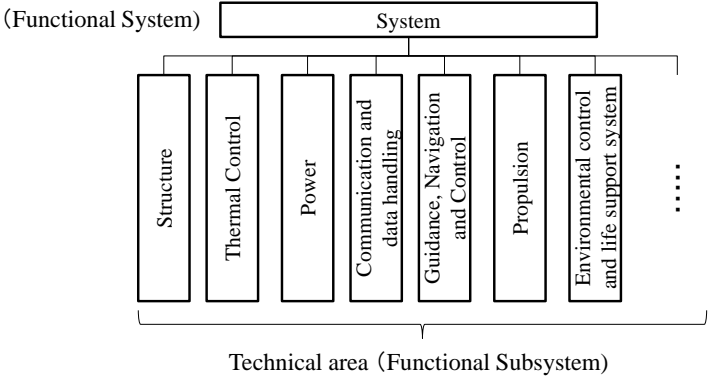 (Functional System)
System
Structure
Thermal Control
Power
Communication and
data handling
Guidance, Navigation
and Control
Propulsion
Environmental control
and life support system
.....
Technical area (Functional Subsystem)